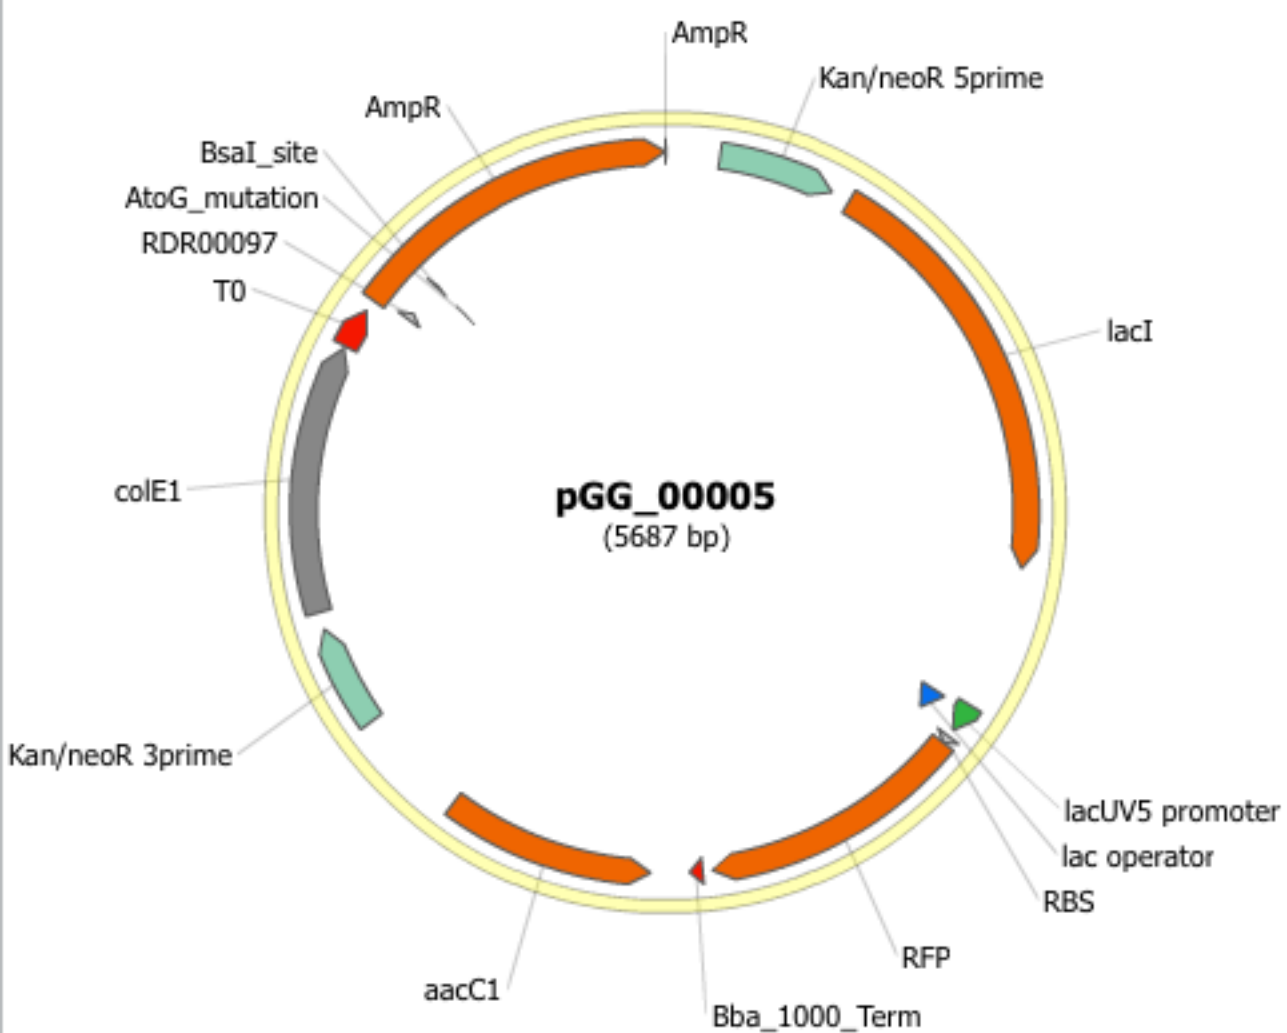 AmpR
Kan/neoR 5prime
AmpR
BsaI_site
AtoG_mutation
RDR00097
T0
lacI
colE1
pGG_00005
(5687 bp)
Kan/neoR 3prime
lacUV5 promoter
lac operator
RBS
RFP
aacC1
Bba_1000_Term